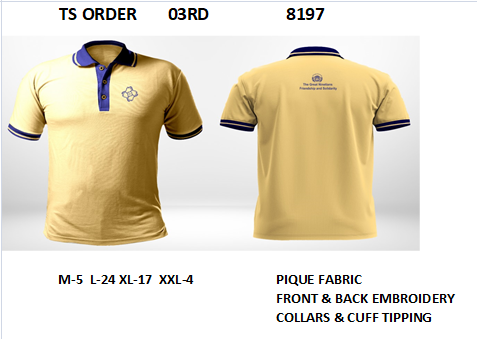 TS ORDER 03RD 8197
The Great Akhakhol
Friendship and Solidarity
M-5 L-24 XL-17 XXL-4
PIQUE FABRIC
FRONT & BACK EMBROIDERY
COLLARS & CUFF TIPPING